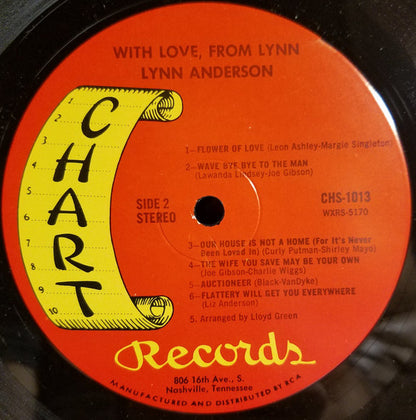 WITH LOVE, FROM LYNN
LYNN ANDERSON
CHART
1
2
3
4
5
6
7
8
9
10
1—FLOWER OF LOVE (Leon Ashley-Margie Singleton)
2—WAVE BYE BYE TO THE MAN
(Lawanda Lindsey-Joe Gibson)
SIDE 2
STEREO
CHS-1013
WXRS-5170
3—OUR HOUSE IS NOT A HOME (For It's Never
Been Loved In) (Curly Putman-Shirley Mayo)
4—THE WIFE YOU SAVE MAY BE YOUR OWN
(Joe Gibson-Charlie Wiggs)
5—AUCTIONEER (Black-VanDyke)
6—FLATTERY WILL GET YOU EVERYWHERE
(Liz Anderson)
5—Arranged by Lloyd Green
Records
806 16th Ave., S.
Nashville, Tennessee
MANUFACTURED AND DISTRIBUTED BY RCA